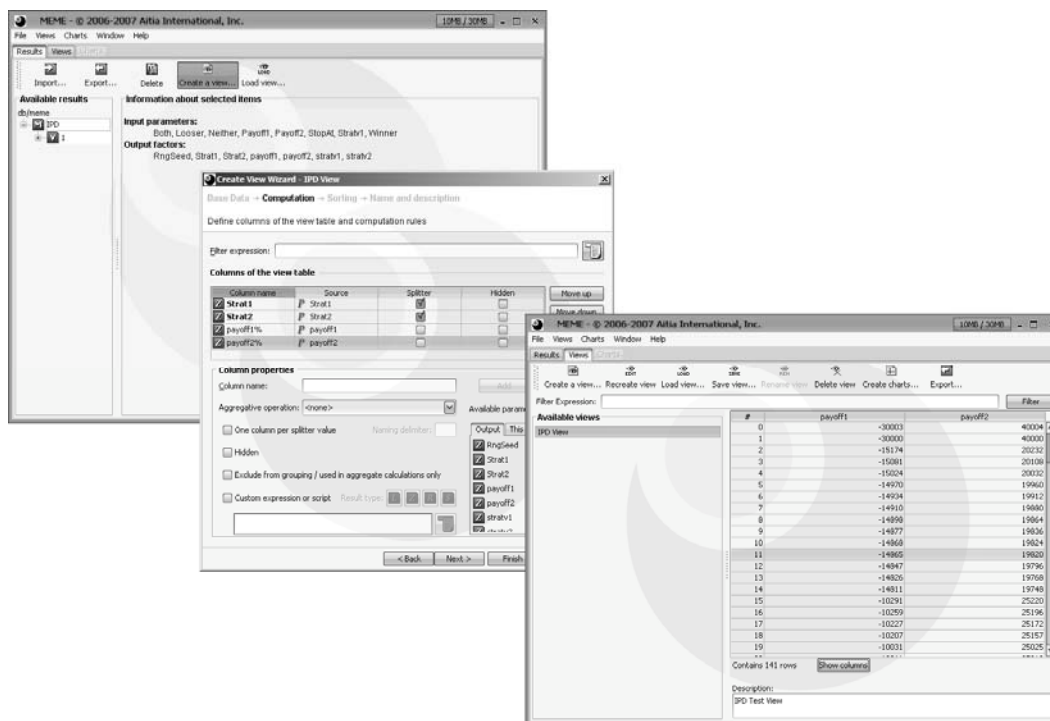 MEME - © 2006-2007 Aitia International, Inc.
10MB / 30MB
File Views Charts Window Help
Results Views Charts
Import... Export... Delete Create a view... Load view...
Available results
db/meme
IPD
1
Information about selected items
Input parameters:
Both, Looser, Neither, Payoff1, Payoff2, StopAt, Stratv1, Winner
Output factors:
RngSeed, Strat1, Strat2, payoff1, payoff2, stratv1, stratv2
Create View Wizard - IPD View
Base Data → Computation → Sorting → Name and description
Define columns of the view table and computation rules
Filter expression:
Columns of the view table
Column name Source Splitter Hidden
Strat1 Strat1
Strat2 Strat2
payoff1% payoff1
payoff2% payoff2
Move up
Move down
Column properties
Column name:
Add
Aggregative operation: <none>
Available parame
One column per splitter value Naming delimiter:
Hidden
Exclude from grouping / used in aggregate calculations only
Custom expression or script Result type:
Output This
RngSeed
Strat1
Strat2
payoff1
payoff2
stratv1
stratv2
< Back Next > Finish
MEME - © 2006-2007 Aitia International, Inc.
10MB / 30MB
File Views Charts Window Help
Results Views Charts
EDIT LOAD SAVE REN
Create a view... Recreate view Load view... Save view... Rename view Delete view Create charts... Export...
Filter Expression:
Filter
Available views
IPD View
# payoff1 payoff2
0 -30003 40004
1 -30000 40000
2 -15174 20232
3 -15081 20108
4 -15024 20032
5 -14970 19960
6 -14934 19912
7 -14910 19880
8 -14898 19864
9 -14877 19836
10 -14868 19824
11 -14865 19820
12 -14847 19796
13 -14826 19768
14 -14811 19748
15 -10291 25220
16 -10259 25196
17 -10227 25172
18 -10207 25157
19 -10031 25025
Contains 141 rows Show columns
Description:
IPD Test View